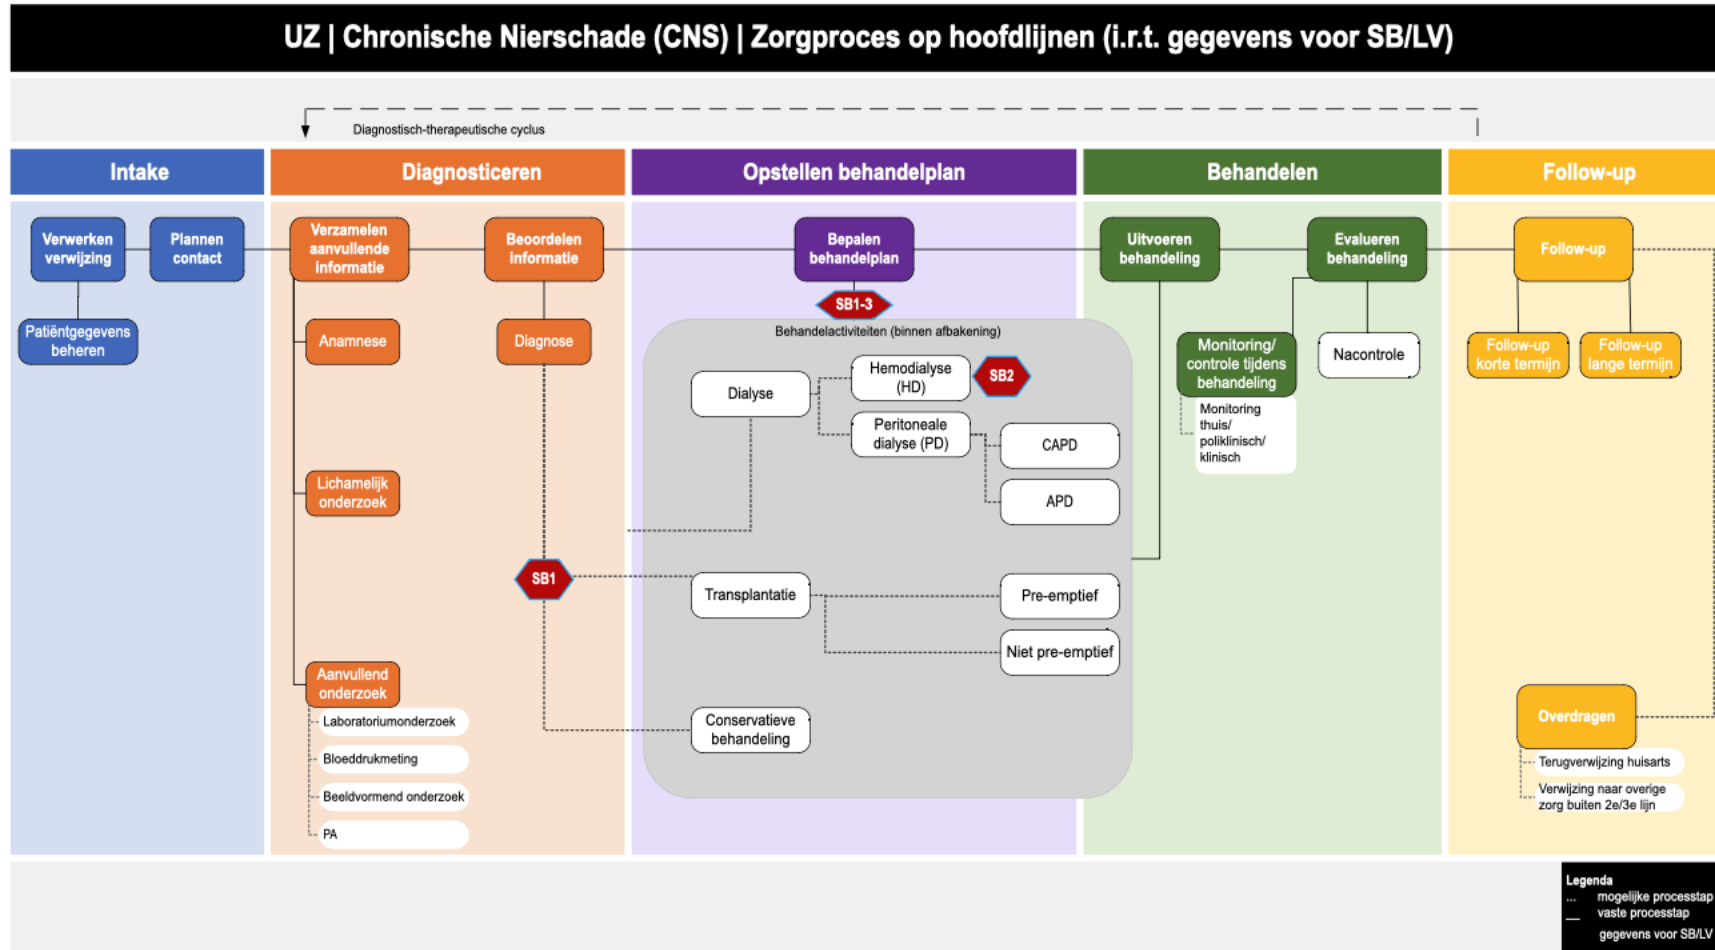 UZ | Chronische Nierschade (CNS) | Zorgproces op hoofdlijnen (i.r.t. gegevens voor SB/LV)
Diagnostisch-therapeutische cyclus
Intake
Diagnosticeren
Opstellen behandelplan
Behandelen
Follow-up
Verwerken
verwijzing
Plannen
contact
Patiëntgegevens
beheren
Verzamelen
aanvullende
informatie
Beoordelen
informatie
Anamnese
Diagnose
Lichamelijk
onderzoek
SB1
Aanvullend
onderzoek
Laboratoriumonderzoek
Bloeddrukmeting
Beeldvormend onderzoek
PA
Bepalen
behandelplan
SB1-3
Behandelactiviteiten (binnen afbakening)
Dialyse
Hemodialyse
(HD)
SB2
Peritoneale
dialyse (PD)
CAPD
APD
Transplantatie
Pre-emptief
Niet pre-emptief
Conservatieve
behandeling
Uitvoeren
behandeling
Evalueren
behandeling
Monitoring/
controle tijdens
behandeling
Nacontrole
Monitoring
thuis/
poliklinisch/
klinisch
Follow-up
Follow-up
korte termijn
Follow-up
lange termijn
Overdragen
Terugverwijzing huisarts
Verwijzing naar overige
zorg buiten 2e/3e lijn
Legenda
... mogelijke processtap
__ vaste processtap
gegevens voor SB/LV